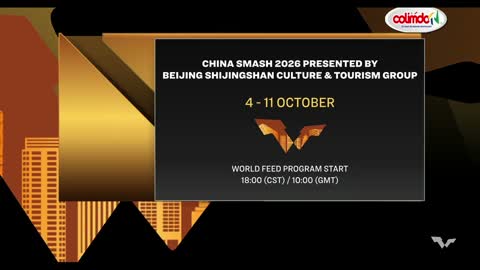 colimdo
CHINA SMASH 2026 PRESENTED BY
BEIJING SHIJINGSHAN CULTURE & TOURISM GROUP
4 - 11 OCTOBER
WORLD FEED PROGRAM START
18:00 (CST) / 10:00 (GMT)